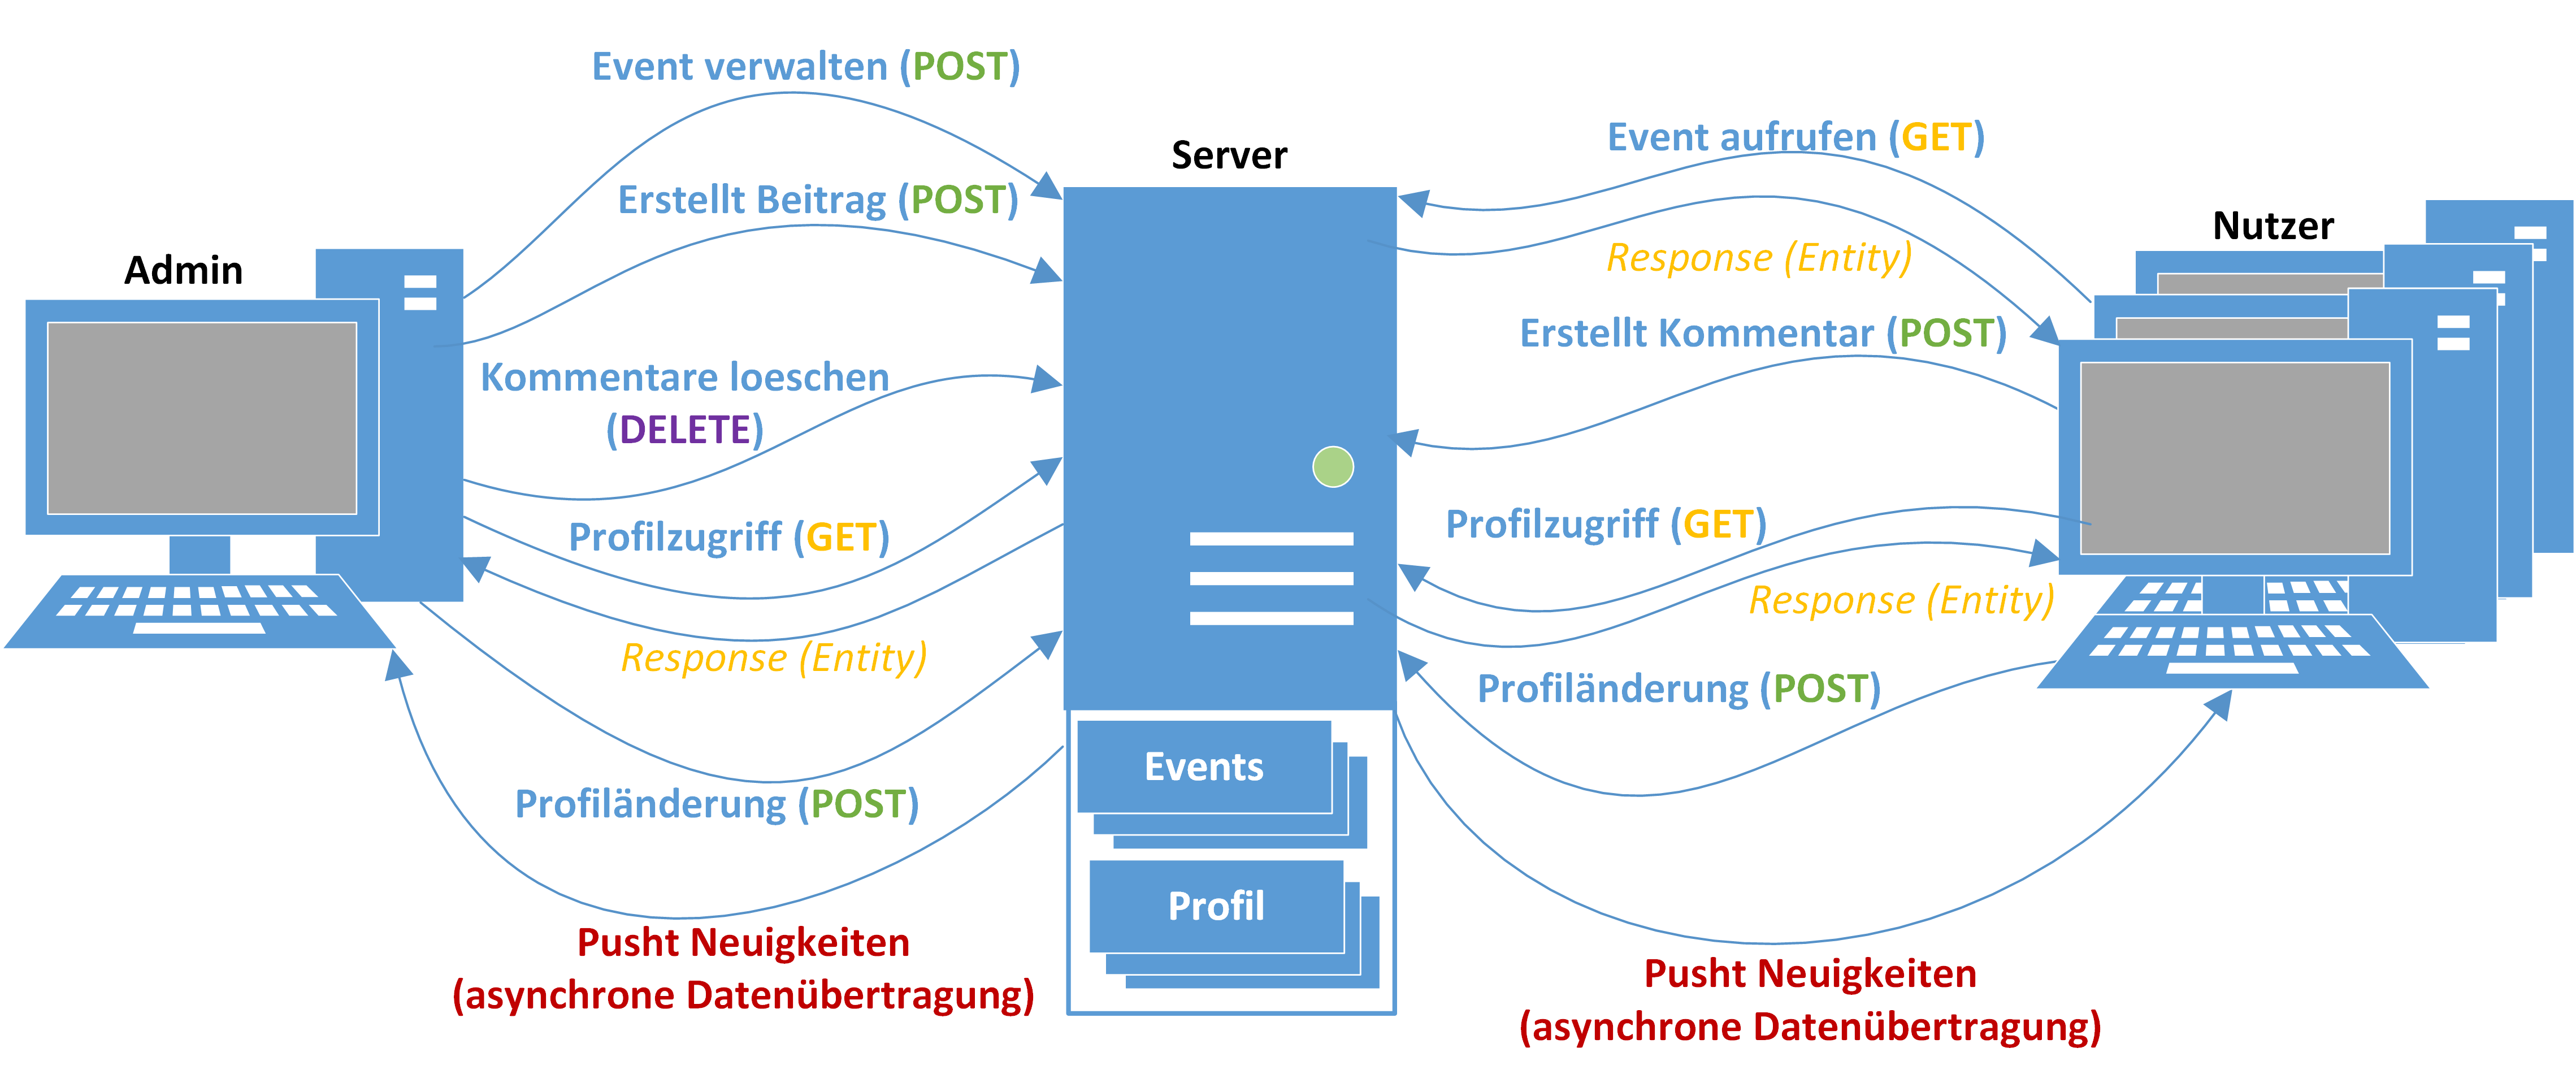 Admin
Event verwalten (POST)
Erstellt Beitrag (POST)
Kommentare loeschen
(DELETE)
Profilzugriff (GET)
Response (Entity)
Profiländerung (POST)
Pusht Neuigkeiten
(asynchrone Datenübertragung)
Server
Events
Profil
Event aufrufen (GET)
Response (Entity)
Erstellt Kommentar (POST)
Profilzugriff (GET)
Response (Entity)
Profiländerung (POST)
Pusht Neuigkeiten
(asynchrone Datenübertragung)
Nutzer